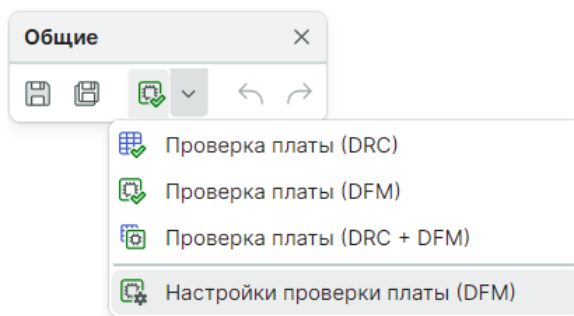 Общие
Проверка платы (DRC)
Проверка платы (DFM)
Проверка платы (DRC + DFM)
Настройки проверки платы (DFM)